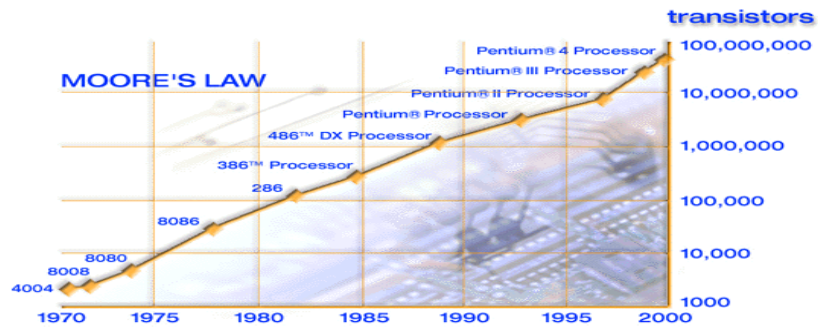 transistors
Pentium® 4 Processor
100,000,000
MOORE'S LAW
Pentium® III Processor
Pentium® II Processor
10,000,000
Pentium® Processor
486™ DX Processor
1,000,000
386™ Processor
286
100,000
8086
8080
10,000
8008
4004
1000
1970 1975 1980 1985 1990 1995 2000